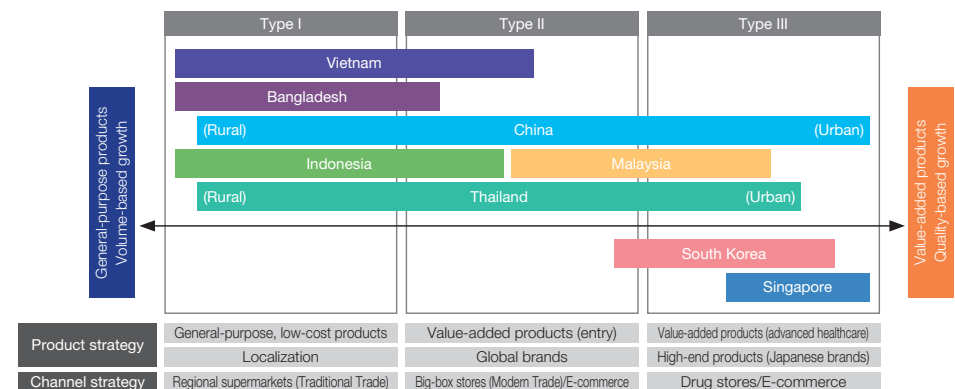 Type I
Type II
Type III
General-purpose products
Volume-based growth
Value-added products
Quality-based growth
Vietnam
Bangladesh
(Rural) China (Urban)
Indonesia
Malaysia
(Rural) Thailand (Urban)
South Korea
Singapore
Product strategy
General-purpose, low-cost products
Value-added products (entry)
Value-added products (advanced healthcare)
Localization
Global brands
High-end products (Japanese brands)
Channel strategy
Regional supermarkets (Traditional Trade)
Big-box stores (Modern Trade)/E-commerce
Drug stores/E-commerce